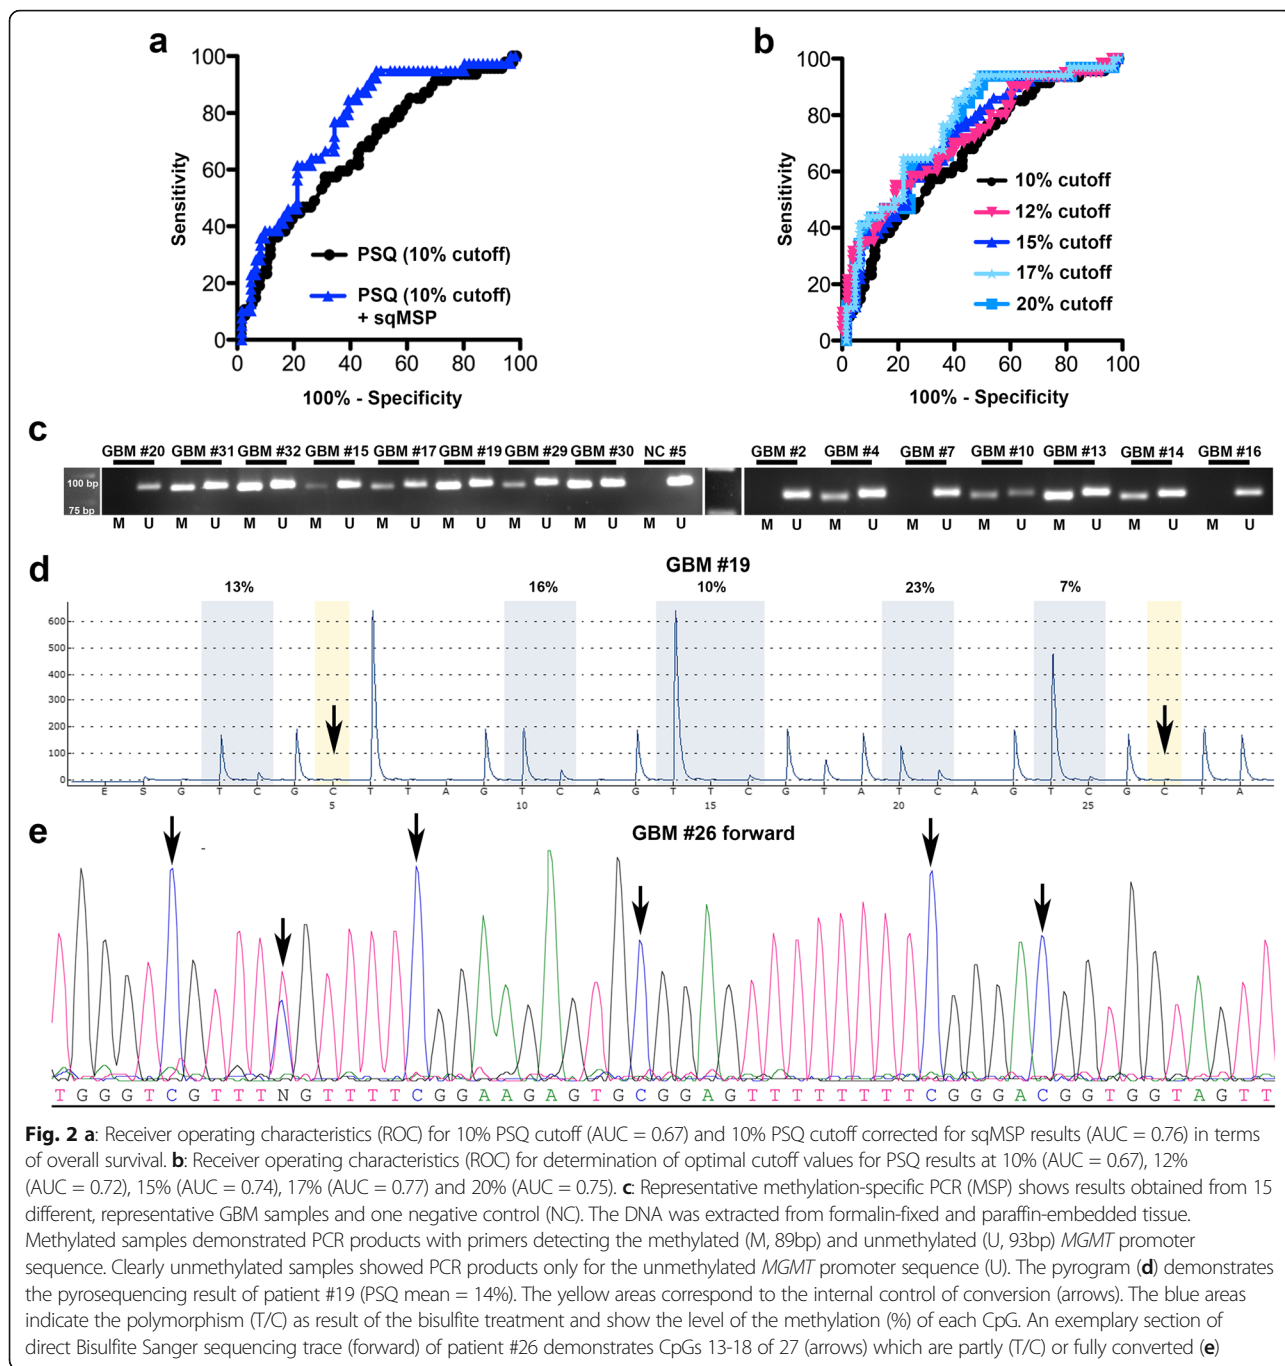 a
100
80
60
40
20
0
Sensitivity
PSQ (10% cutoff)
PSQ (10% cutoff)
+ sqMSP
0 20 40 60 80 100
100% - Specificity
b
100
80
60
40
20
0
Sensitivity
10% cutoff
12% cutoff
15% cutoff
17% cutoff
20% cutoff
0 20 40 60 80 100
100% - Specificity
c
GBM #20 GBM #31 GBM #32 GBM #15 GBM #17 GBM #19 GBM #29 GBM #30 NC #5 GBM #2 GBM #4 GBM #7 GBM #10 GBM #13 GBM #14 GBM #16
100 bp
75 bp
M U M U M U M U M U M U M U M U M U M U M U M U M U M U M U M U
d
GBM #19
13% 16% 10% 23% 7%
600
500
400
300
200
100
0
E S G T C G C T T A G T C A G T T C G T A T C A G T C G C T A
5 10 15 20 25
e
GBM #26 forward
T G G G T C G T T T N G T T T T C G G A A G A G T G C G G A G T T T T T T T T C G G G A C G G T G G T A G T T
Fig. 2 a: Receiver operating characteristics (ROC) for 10% PSQ cutoff (AUC = 0.67) and 10% PSQ cutoff corrected for sqMSP results (AUC = 0.76) in terms
of overall survival. b: Receiver operating characteristics (ROC) for determination of optimal cutoff values for PSQ results at 10% (AUC = 0.67), 12%
(AUC = 0.72), 15% (AUC = 0.74), 17% (AUC = 0.77) and 20% (AUC = 0.75). c: Representative methylation-specific PCR (MSP) shows results obtained from 15
different, representative GBM samples and one negative control (NC). The DNA was extracted from formalin-fixed and paraffin-embedded tissue.
Methylated samples demonstrated PCR products with primers detecting the methylated (M, 89bp) and unmethylated (U, 93bp) MGMT promoter
sequence. Clearly unmethylated samples showed PCR products only for the unmethylated MGMT promoter sequence (U). The pyrogram (d) demonstrates
the pyrosequencing result of patient #19 (PSQ mean = 14%). The yellow areas correspond to the internal control of conversion (arrows). The blue areas
indicate the polymorphism (T/C) as result of the bisulfite treatment and show the level of the methylation (%) of each CpG. An exemplary section of
direct Bisulfite Sanger sequencing trace (forward) of patient #26 demonstrates CpGs 13-18 of 27 (arrows) which are partly (T/C) or fully converted (e)